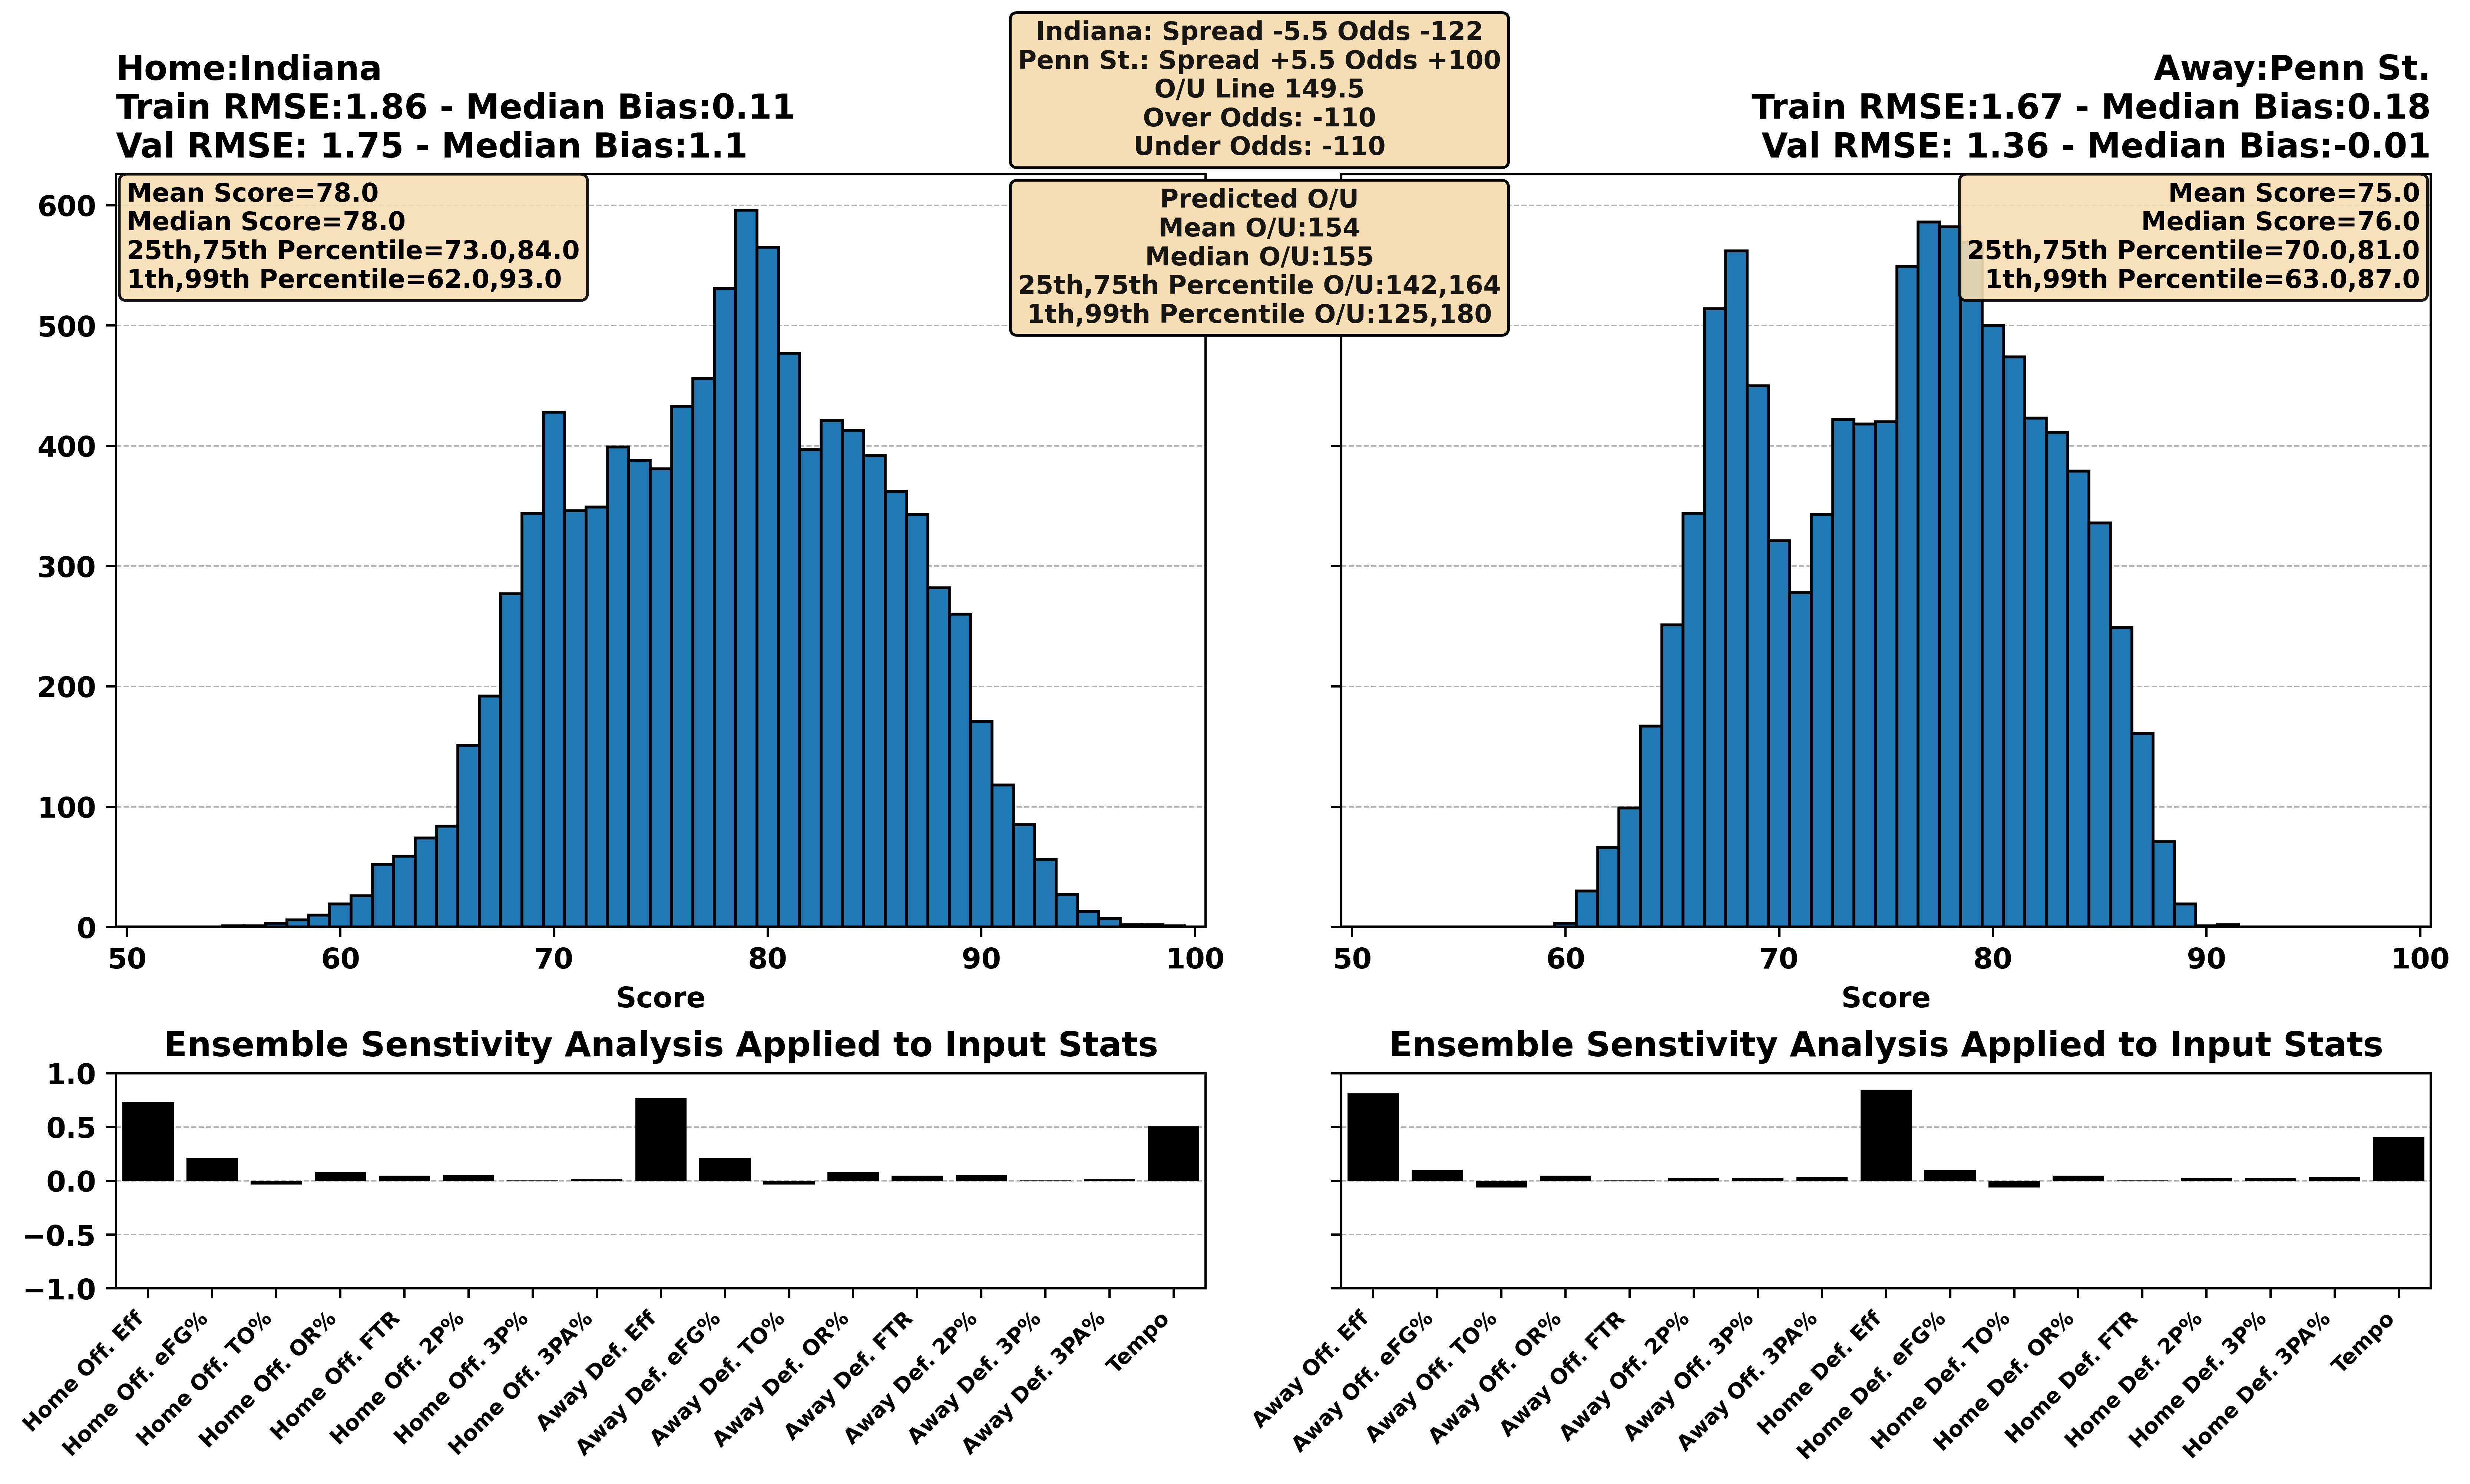 Indiana: Spread -5.5 Odds -122
Penn St.: Spread +5.5 Odds +100
O/U Line 149.5
Over Odds: -110
Under Odds: -110
Home:Indiana
Train RMSE:1.86 - Median Bias:0.11
Val RMSE: 1.75 - Median Bias:1.1
Away:Penn St.
Train RMSE:1.67 - Median Bias:0.18
Val RMSE: 1.36 - Median Bias:-0.01
Mean Score=78.0
Median Score=78.0
25th,75th Percentile=73.0,84.0
1th,99th Percentile=62.0,93.0
Predicted O/U
Mean O/U:154
Median O/U:155
25th,75th Percentile O/U:142,164
1th,99th Percentile O/U:125,180
Mean Score=75.0
Median Score=76.0
25th,75th Percentile=70.0,81.0
1th,99th Percentile=63.0,87.0
600
500
400
300
200
100
0
50 60 70 80 90 100
Score
50 60 70 80 90 100
Score
Ensemble Senstivity Analysis Applied to Input Stats
Ensemble Senstivity Analysis Applied to Input Stats
1.0
0.5
0.0
−0.5
−1.0
Home Off. Eff
Home Off. eFG%
Home Off. TO%
Home Off. OR%
Home Off. FTR
Home Off. 2P%
Home Off. 3P%
Home Off. 3PA%
Away Def. Eff
Away Def. eFG%
Away Def. TO%
Away Def. OR%
Away Def. FTR
Away Def. 2P%
Away Def. 3P%
Away Def. 3PA%
Tempo
Away Off. Eff
Away Off. eFG%
Away Off. TO%
Away Off. OR%
Away Off. FTR
Away Off. 2P%
Away Off. 3P%
Away Off. 3PA%
Home Def. Eff
Home Def. eFG%
Home Def. TO%
Home Def. OR%
Home Def. FTR
Home Def. 2P%
Home Def. 3P%
Home Def. 3PA%
Tempo